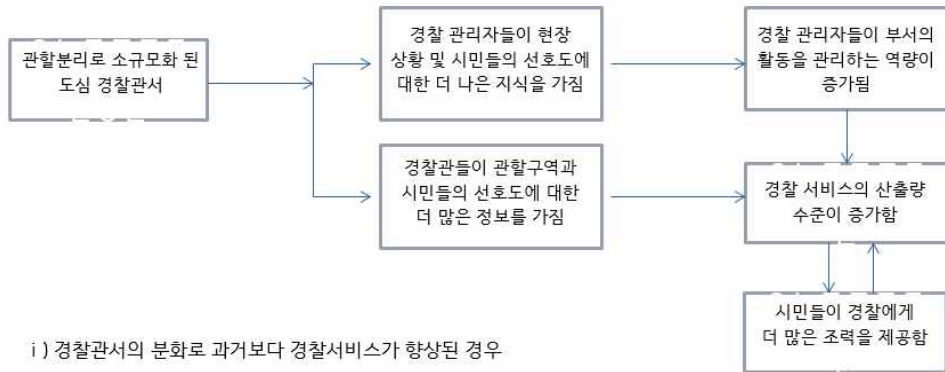 관할분리로 소규모화 된
도심 경찰관서
경찰 관리자들이 현장
상황 및 시민들의 선호도에
대한 더 나은 지식을 가짐
경찰 관리자들이 부서의
활동을 관리하는 역량이
증가됨
경찰관들이 관할구역과
시민들의 선호도에 대한
더 많은 정보를 가짐
경찰 서비스의 산출량
수준이 증가함
시민들이 경찰에게
더 많은 조력을 제공함
ⅰ) 경찰관서의 분화로 과거보다 경찰서비스가 향상된 경우